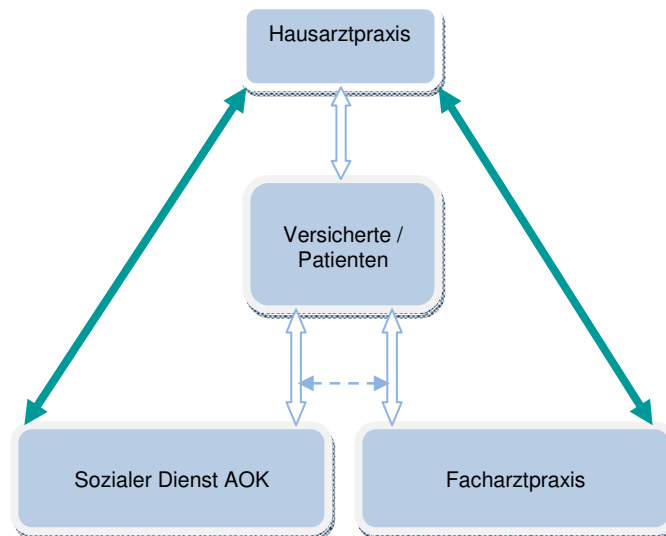 Hausarztpraxis
Versicherte /
Patienten
Sozialer Dienst AOK
Facharztpraxis